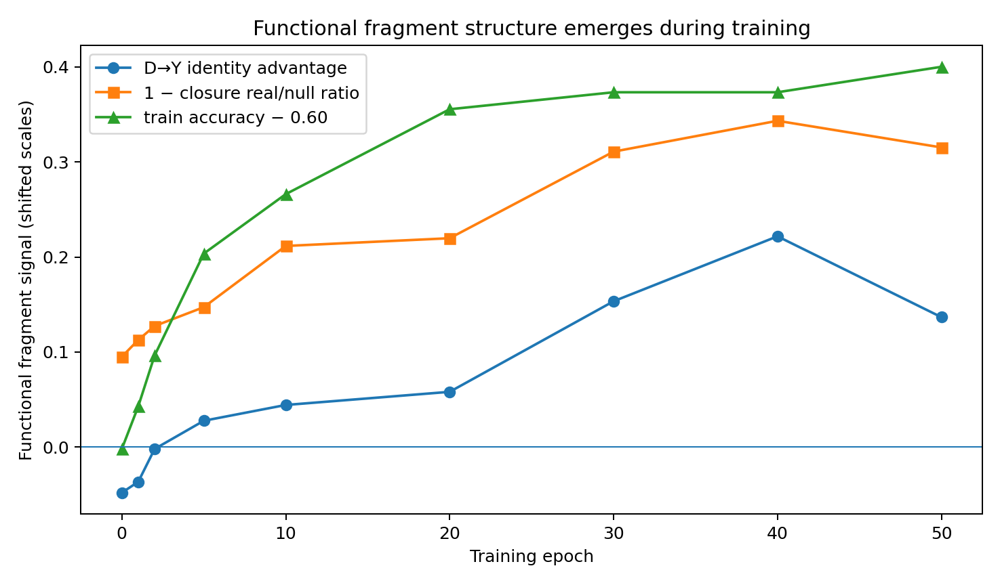 Functional fragment structure emerges during training
D→Y identity advantage
1 − closure real/null ratio
train accuracy − 0.60
Functional fragment signal (shifted scales)
0.4
0.3
0.2
0.1
0.0
0 10 20 30 40 50
Training epoch